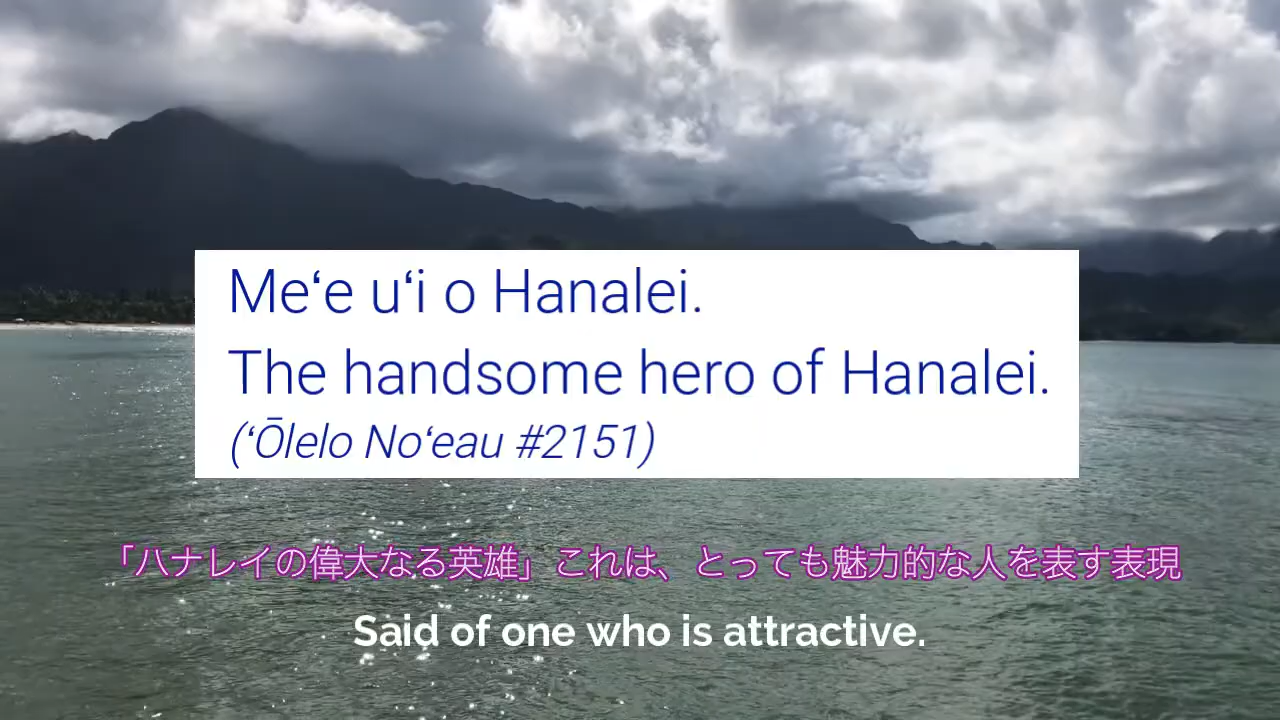 Meʻe uʻi o Hanalei.
The handsome hero of Hanalei.
(ʻŌlelo Noʻeau #2151)
「ハナレイの偉大なる英雄」これは、とっても魅力的な人を表す表現
Said of one who is attractive.